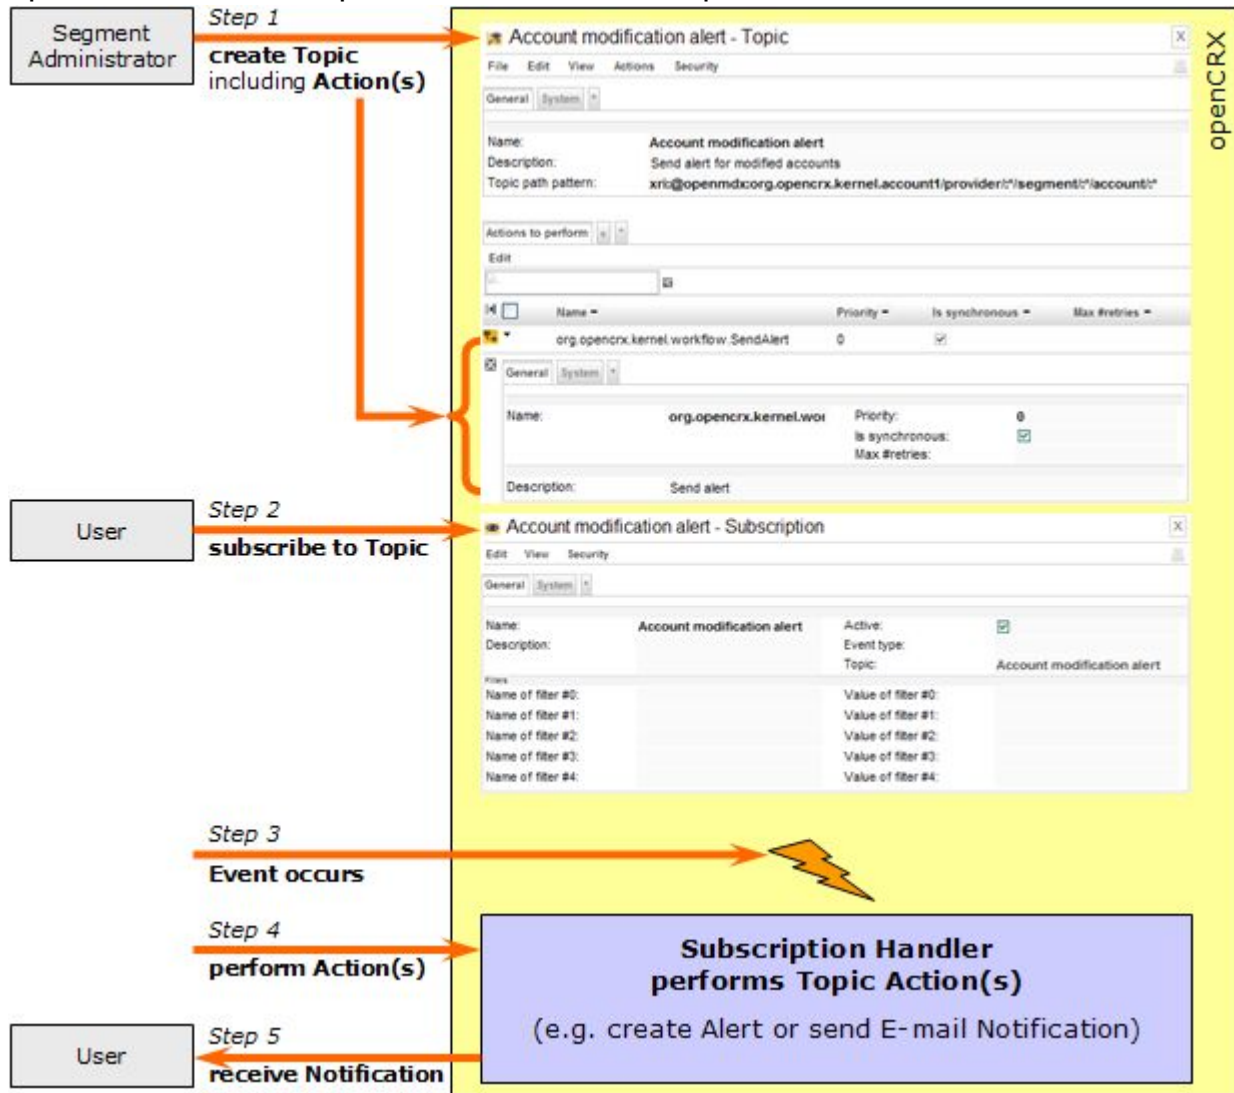 Step 1
Segment
Administrator
create Topic
including Action(s)
openCRX
Account modification alert - Topic
File Edit View Actions Security
General System *
Name: Account modification alert
Description: Send alert for modified accounts
Topic path pattern: xri:@openmdx:org.opencrx.kernel.account1/provider/:*/segment/:*/account/:*
Actions to perform + *
Edit
Name Priority Is synchronous Max #retries
org.opencrx.kernel.workflow.SendAlert 0
General System *
Name: org.opencrx.kernel.wor Priority: 0
Is synchronous:
Max #retries:
Description: Send alert
Step 2
User
subscribe to Topic
Account modification alert - Subscription
Edit View Security
General System *
Name: Account modification alert Active:
Description: Event type:
Topic: Account modification alert
Filters
Name of filter #0: Value of filter #0:
Name of filter #1: Value of filter #1:
Name of filter #2: Value of filter #2:
Name of filter #3: Value of filter #3:
Name of filter #4: Value of filter #4:
Step 3
Event occurs
Step 4
perform Action(s)
Subscription Handler
performs Topic Action(s)
(e.g. create Alert or send E-mail Notification)
Step 5
User
receive Notification